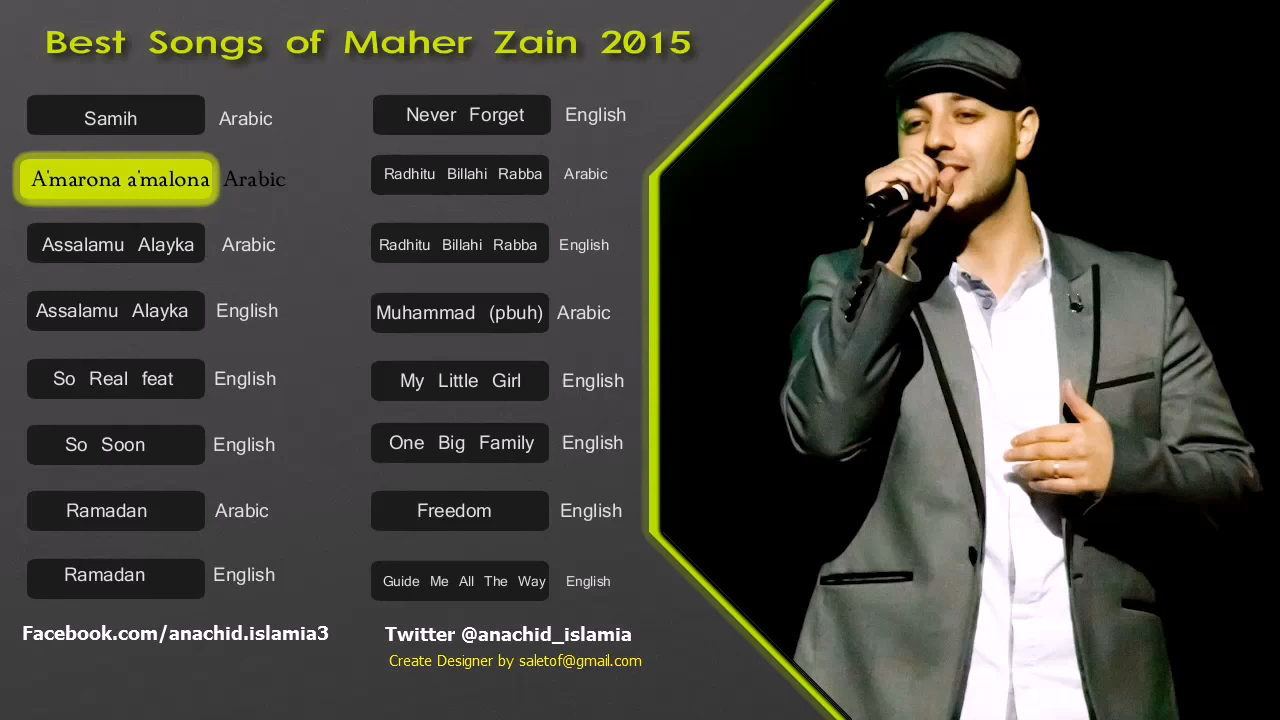 Best Songs of Maher Zain 2015
Samih Arabic
A'marona a'malona Arabic
Assalamu Alayka Arabic
Assalamu Alayka English
So Real feat English
So Soon English
Ramadan Arabic
Ramadan English
Never Forget English
Radhitu Billahi Rabba Arabic
Radhitu Billahi Rabba English
Muhammad (pbuh) Arabic
My Little Girl English
One Big Family English
Freedom English
Guide Me All The Way English
Facebook.com/anachid.islamia3
Twitter @anachid_islamia
Create Designer by saletof@gmail.com